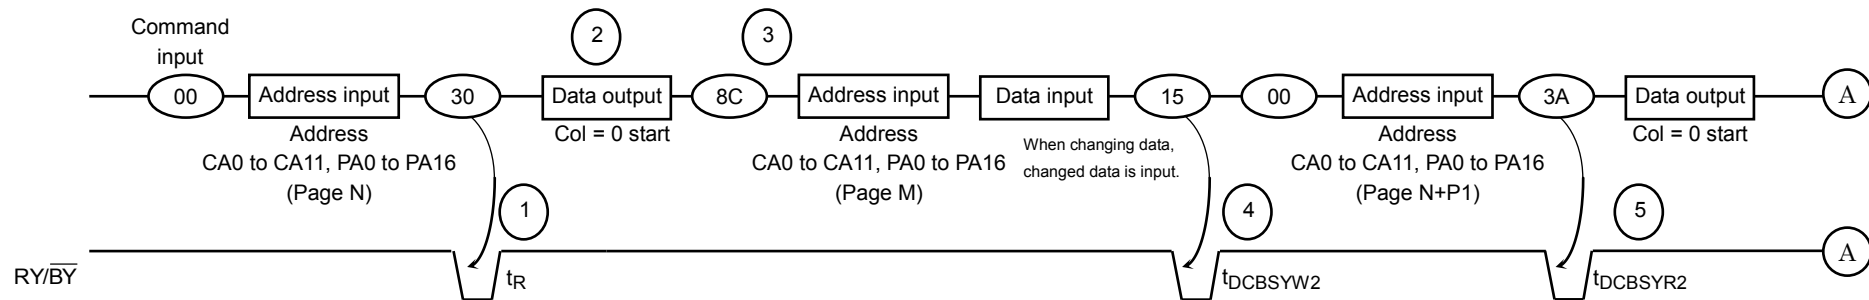 Command
input
2
3
00
Address input
30
Data output
8C
Address input
Data input
15
00
Address input
3A
Data output
A
Address
CA0 to CA11, PA0 to PA16
(Page N)
Col = 0 start
Address
CA0 to CA11, PA0 to PA16
(Page M)
When changing data,
changed data is input.
Address
CA0 to CA11, PA0 to PA16
(Page N+P1)
Col = 0 start
1
4
5
RY/BY
tR
tDCBSYW2
tDCBSYR2
A